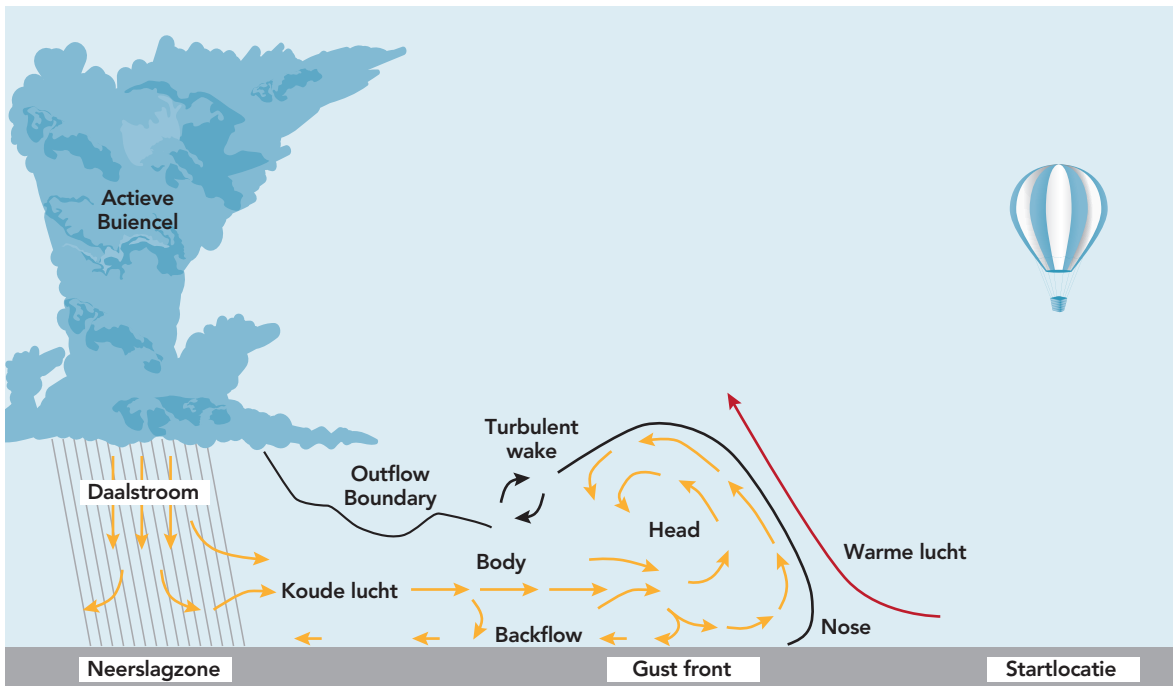 Actieve
Buiencel
Turbulent
wake
Outflow
Boundary
Daalstroom
Head
Warme lucht
Body
Koude lucht
Nose
Backflow
Neerslagzone
Gust front
Startlocatie